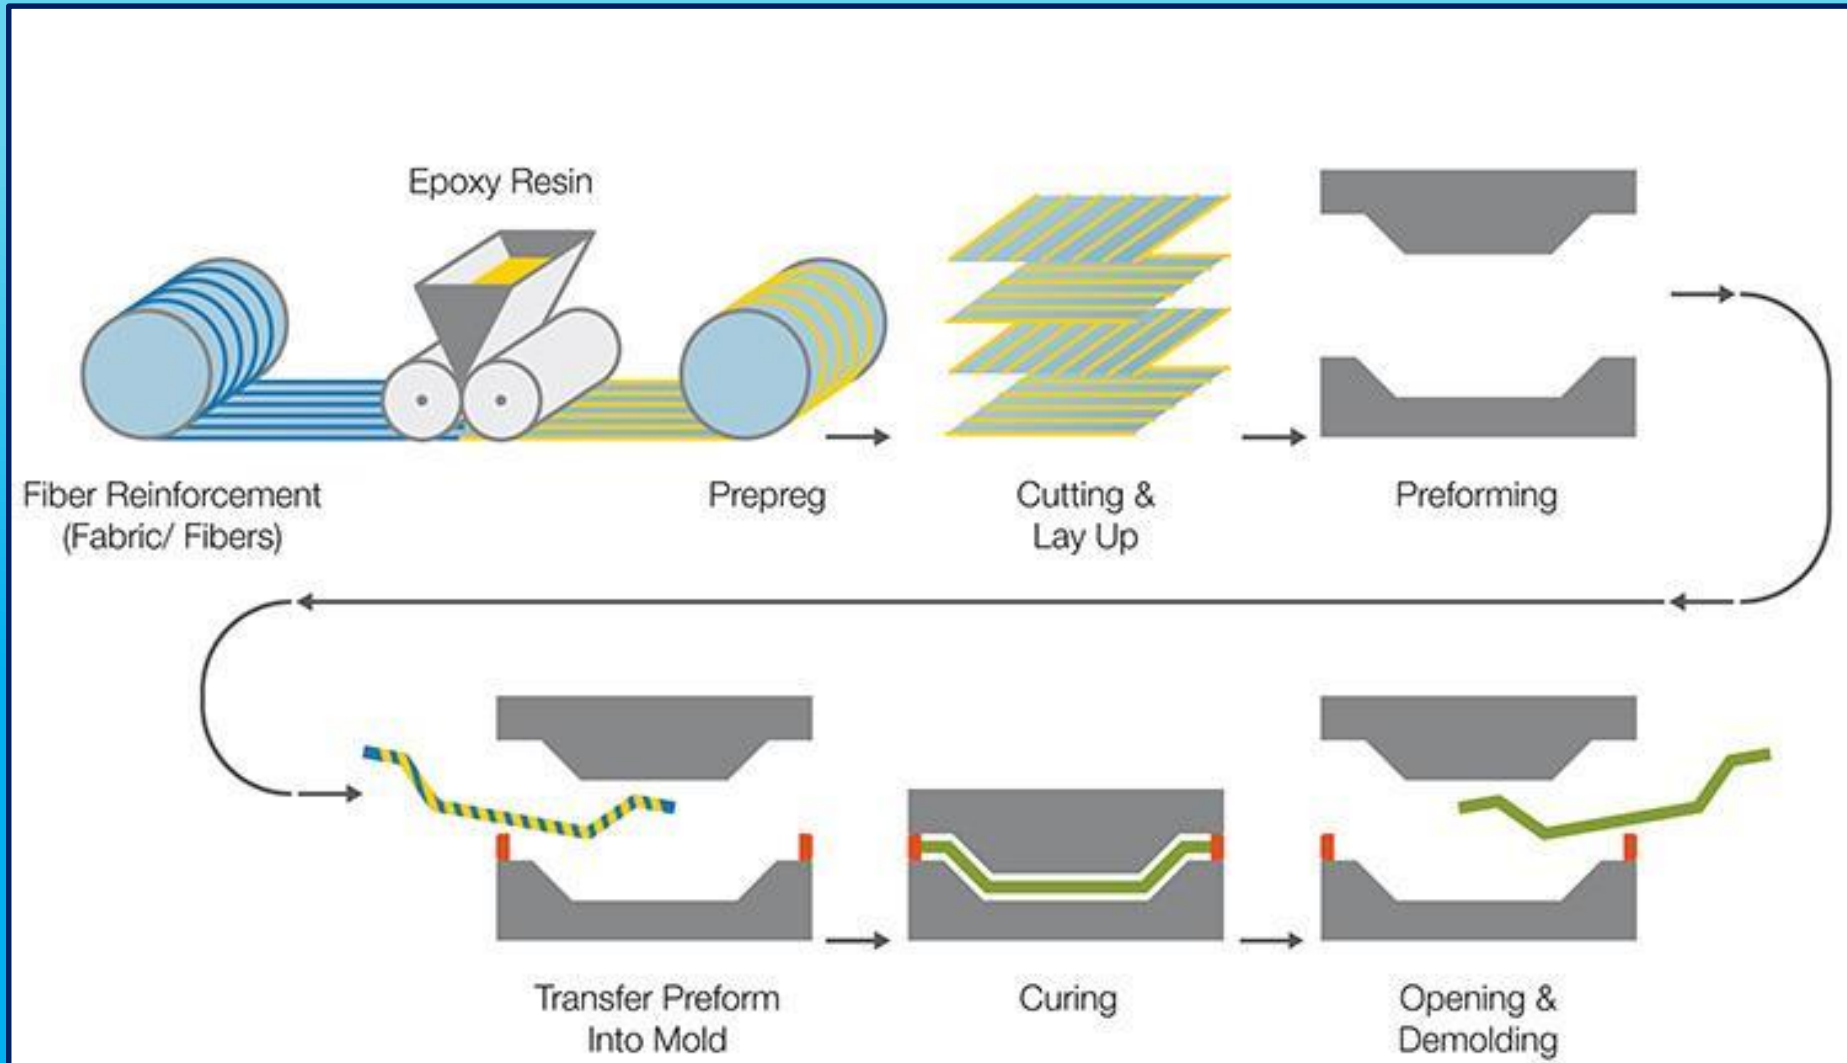 Epoxy Resin
Fiber Reinforcement
(Fabric/ Fibers)
Prepreg
Cutting &
Lay Up
Preforming
Transfer Preform
Into Mold
Curing
Opening &
Demolding